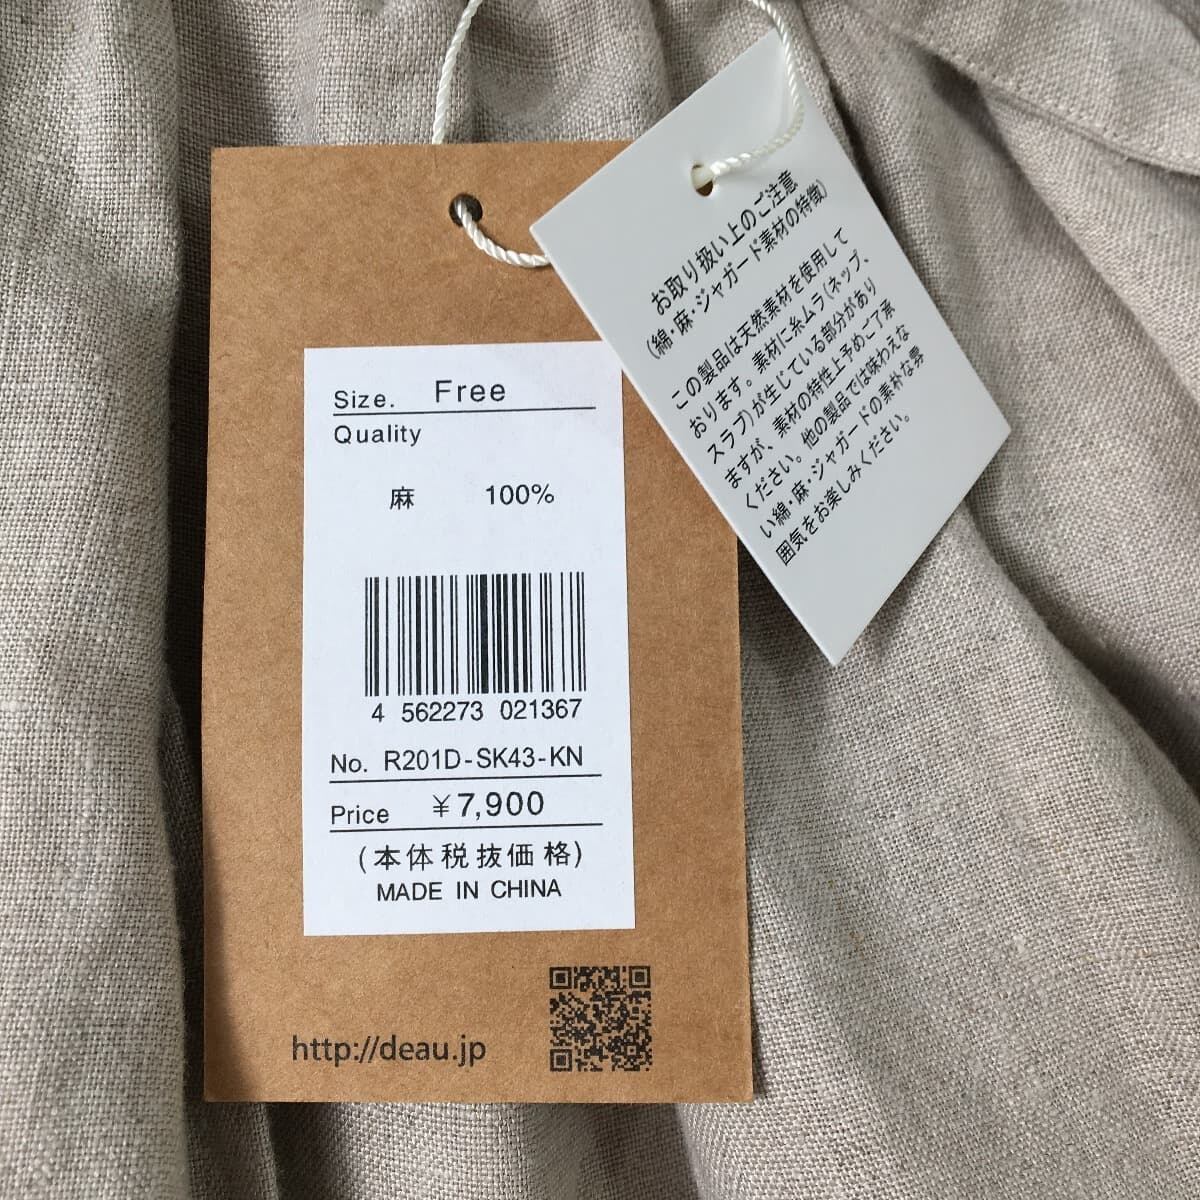 お取り扱い上のご注意
(綿・麻・ジャガード素材の特徴)
この製品は天然素材を使用して
おります。素材に糸ムラ(ネップ、
スラブ)が生じている部分があり
ますが、素材の特性上予めご了承
ください。他の製品では味わえな
い綿・麻・ジャガードの素朴な雰
囲気をお楽しみください。
Size. Free
Quality
麻 100%
4 562273 021367
No. R201D-SK43-KN
Price ¥7,900
(本体税抜価格)
MADE IN CHINA
http://deau.jp